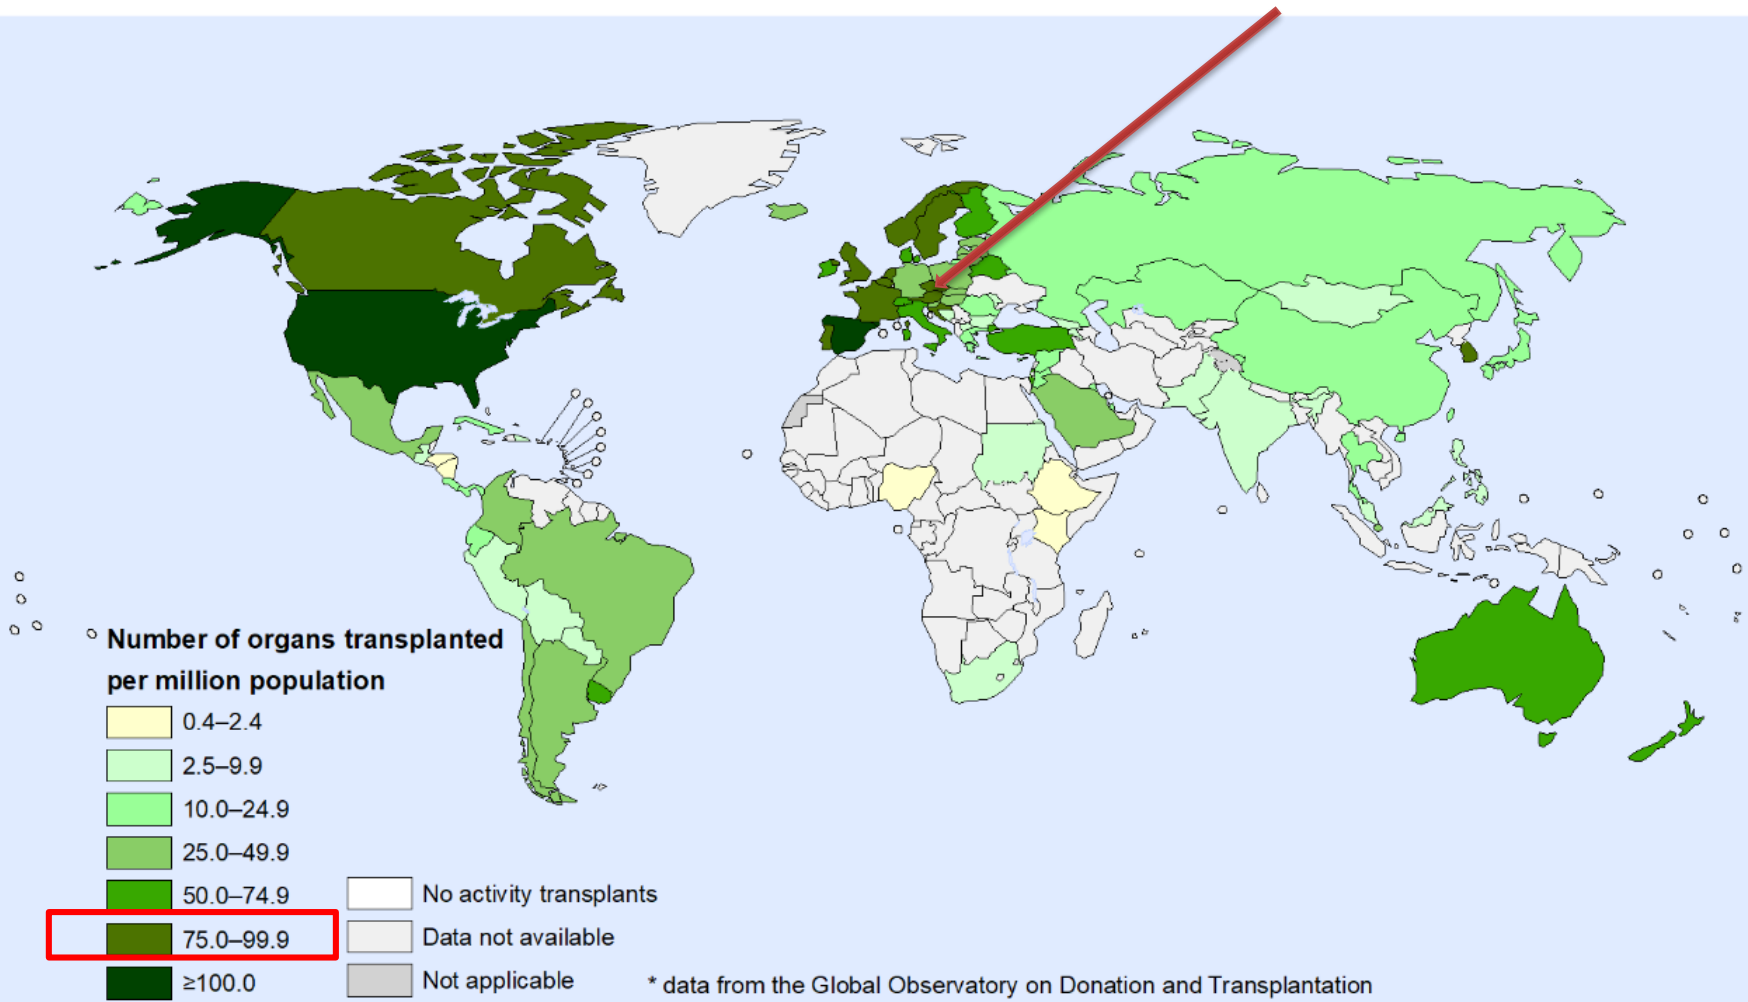 Number of organs transplanted
per million population
0.4–2.4
2.5–9.9
10.0–24.9
25.0–49.9
50.0–74.9
75.0–99.9
≥100.0
No activity transplants
Data not available
Not applicable
* data from the Global Observatory on Donation and Transplantation